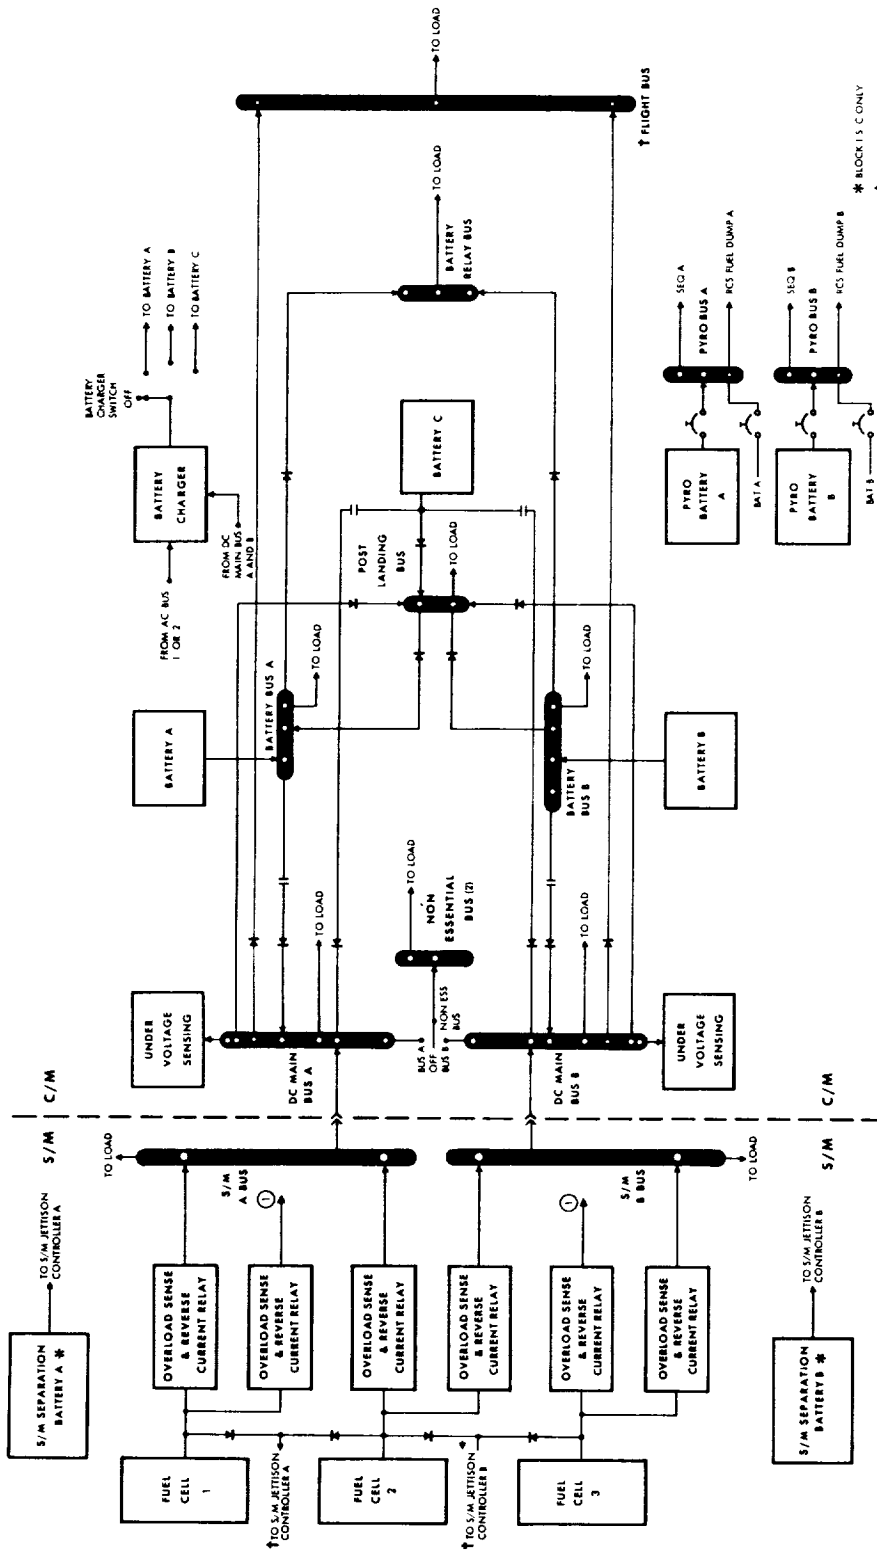 S/M SEPARATION
BATTERY A *
TO S/M JETTISON
CONTROLLER A
FUEL
CELL
1
OVERLOAD SENSE
& REVERSE
CURRENT RELAY
OVERLOAD SENSE
& REVERSE
CURRENT RELAY
TO LOAD
S/M
A BUS
1
† TO S/M JETTISON
CONTROLLER A
FUEL
CELL
2
OVERLOAD SENSE
& REVERSE
CURRENT RELAY
OVERLOAD SENSE
& REVERSE
CURRENT RELAY
† TO S/M JETTISON
CONTROLLER B
FUEL
CELL
3
OVERLOAD SENSE
& REVERSE
CURRENT RELAY
OVERLOAD SENSE
& REVERSE
CURRENT RELAY
1
S/M
B BUS
TO LOAD
S/M SEPARATION
BATTERY B *
TO S/M JETTISON
CONTROLLER B
S/M
C/M
S/M
C/M
UNDER
VOLTAGE
SENSING
DC MAIN
BUS A
TO LOAD
BUS A
OFF
BUS B
NON ESS
BUS
NON
ESSENTIAL
BUS (2)
TO LOAD
DC MAIN
BUS B
TO LOAD
UNDER
VOLTAGE
SENSING
BATTERY A
BATTERY BUS A
TO LOAD
BATTERY
BUS B
TO LOAD
BATTERY B
FROM AC BUS
1 OR 2
FROM DC
MAIN BUS
A AND B
BATTERY
CHARGER
BATTERY
CHARGER
SWITCH
OFF
TO BATTERY A
TO BATTERY B
TO BATTERY C
POST
LANDING
BUS
TO LOAD
BATTERY C
BATTERY
RELAY BUS
TO LOAD
† FLIGHT BUS
TO LOAD
PYRO
BATTERY
A
BAT A
SEQ A
PYRO BUS A
RCS FUEL DUMP A
PYRO
BATTERY
B
BAT B
SEQ B
PYRO BUS B
RCS FUEL DUMP B
* BLOCK I S C ONLY